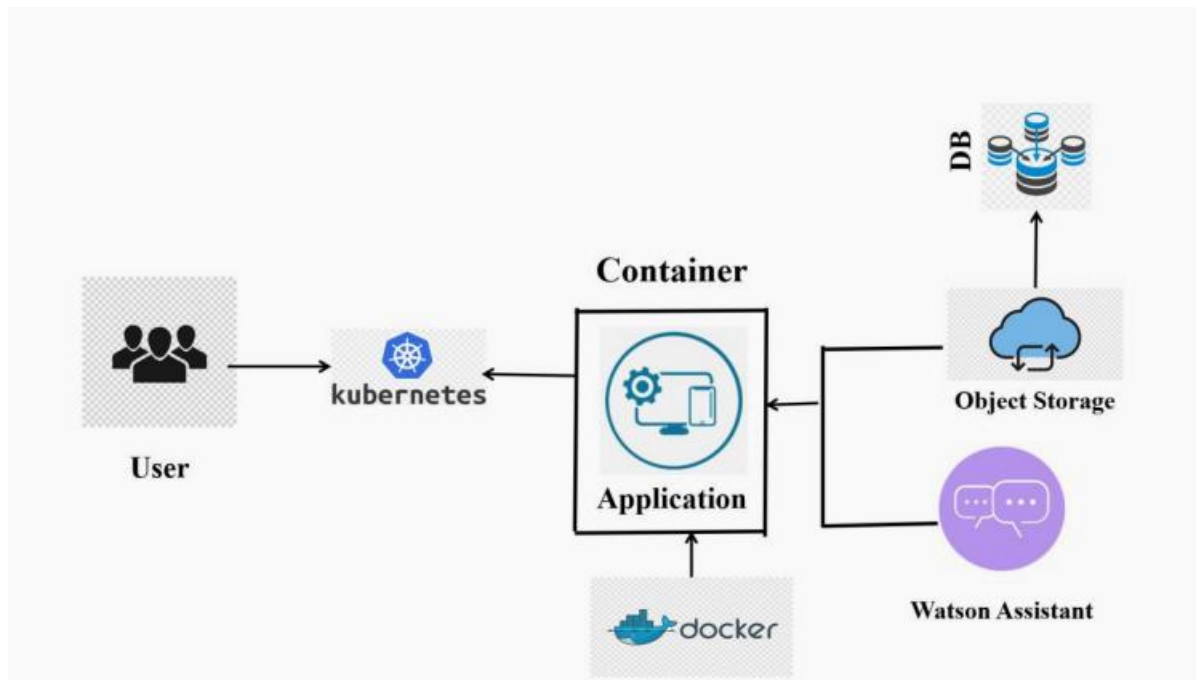 DB
Container
kubernetes
Object Storage
User
Application
docker
Watson Assistant